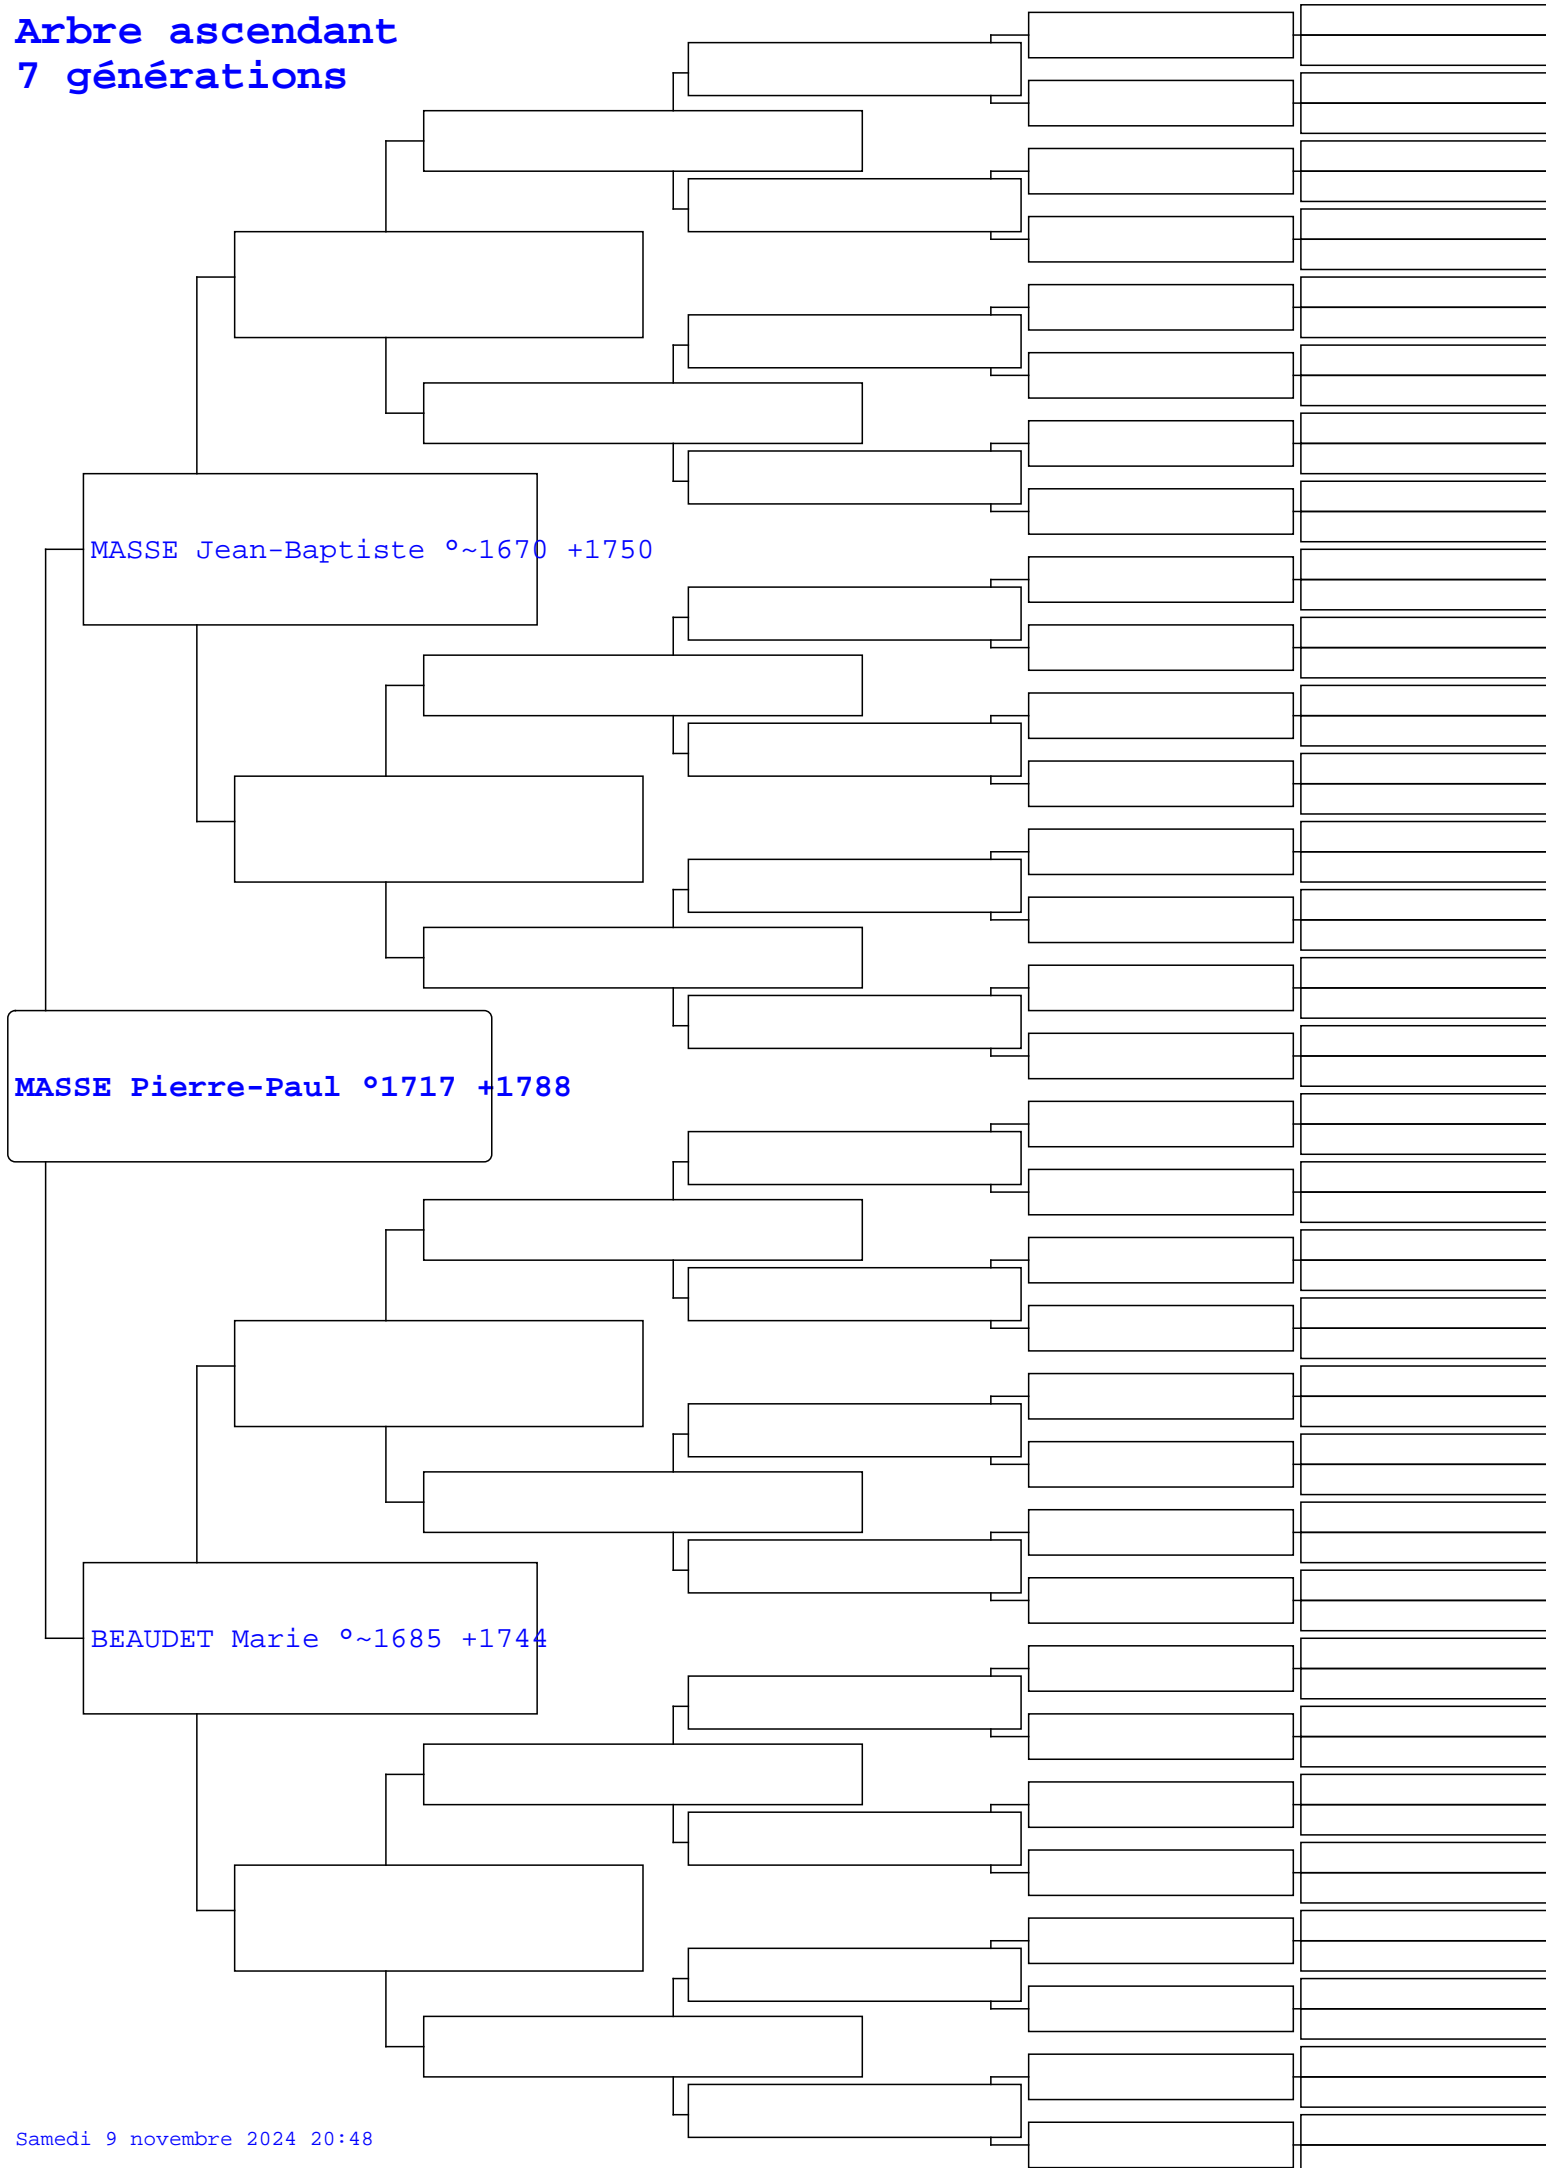 Arbre ascendant
7 générations
MASSE Jean-Baptiste °~1670 +1750
MASSE Pierre-Paul °1717 +1788
BEAUDET Marie °~1685 +1744
Samedi 9 novembre 2024 20:48